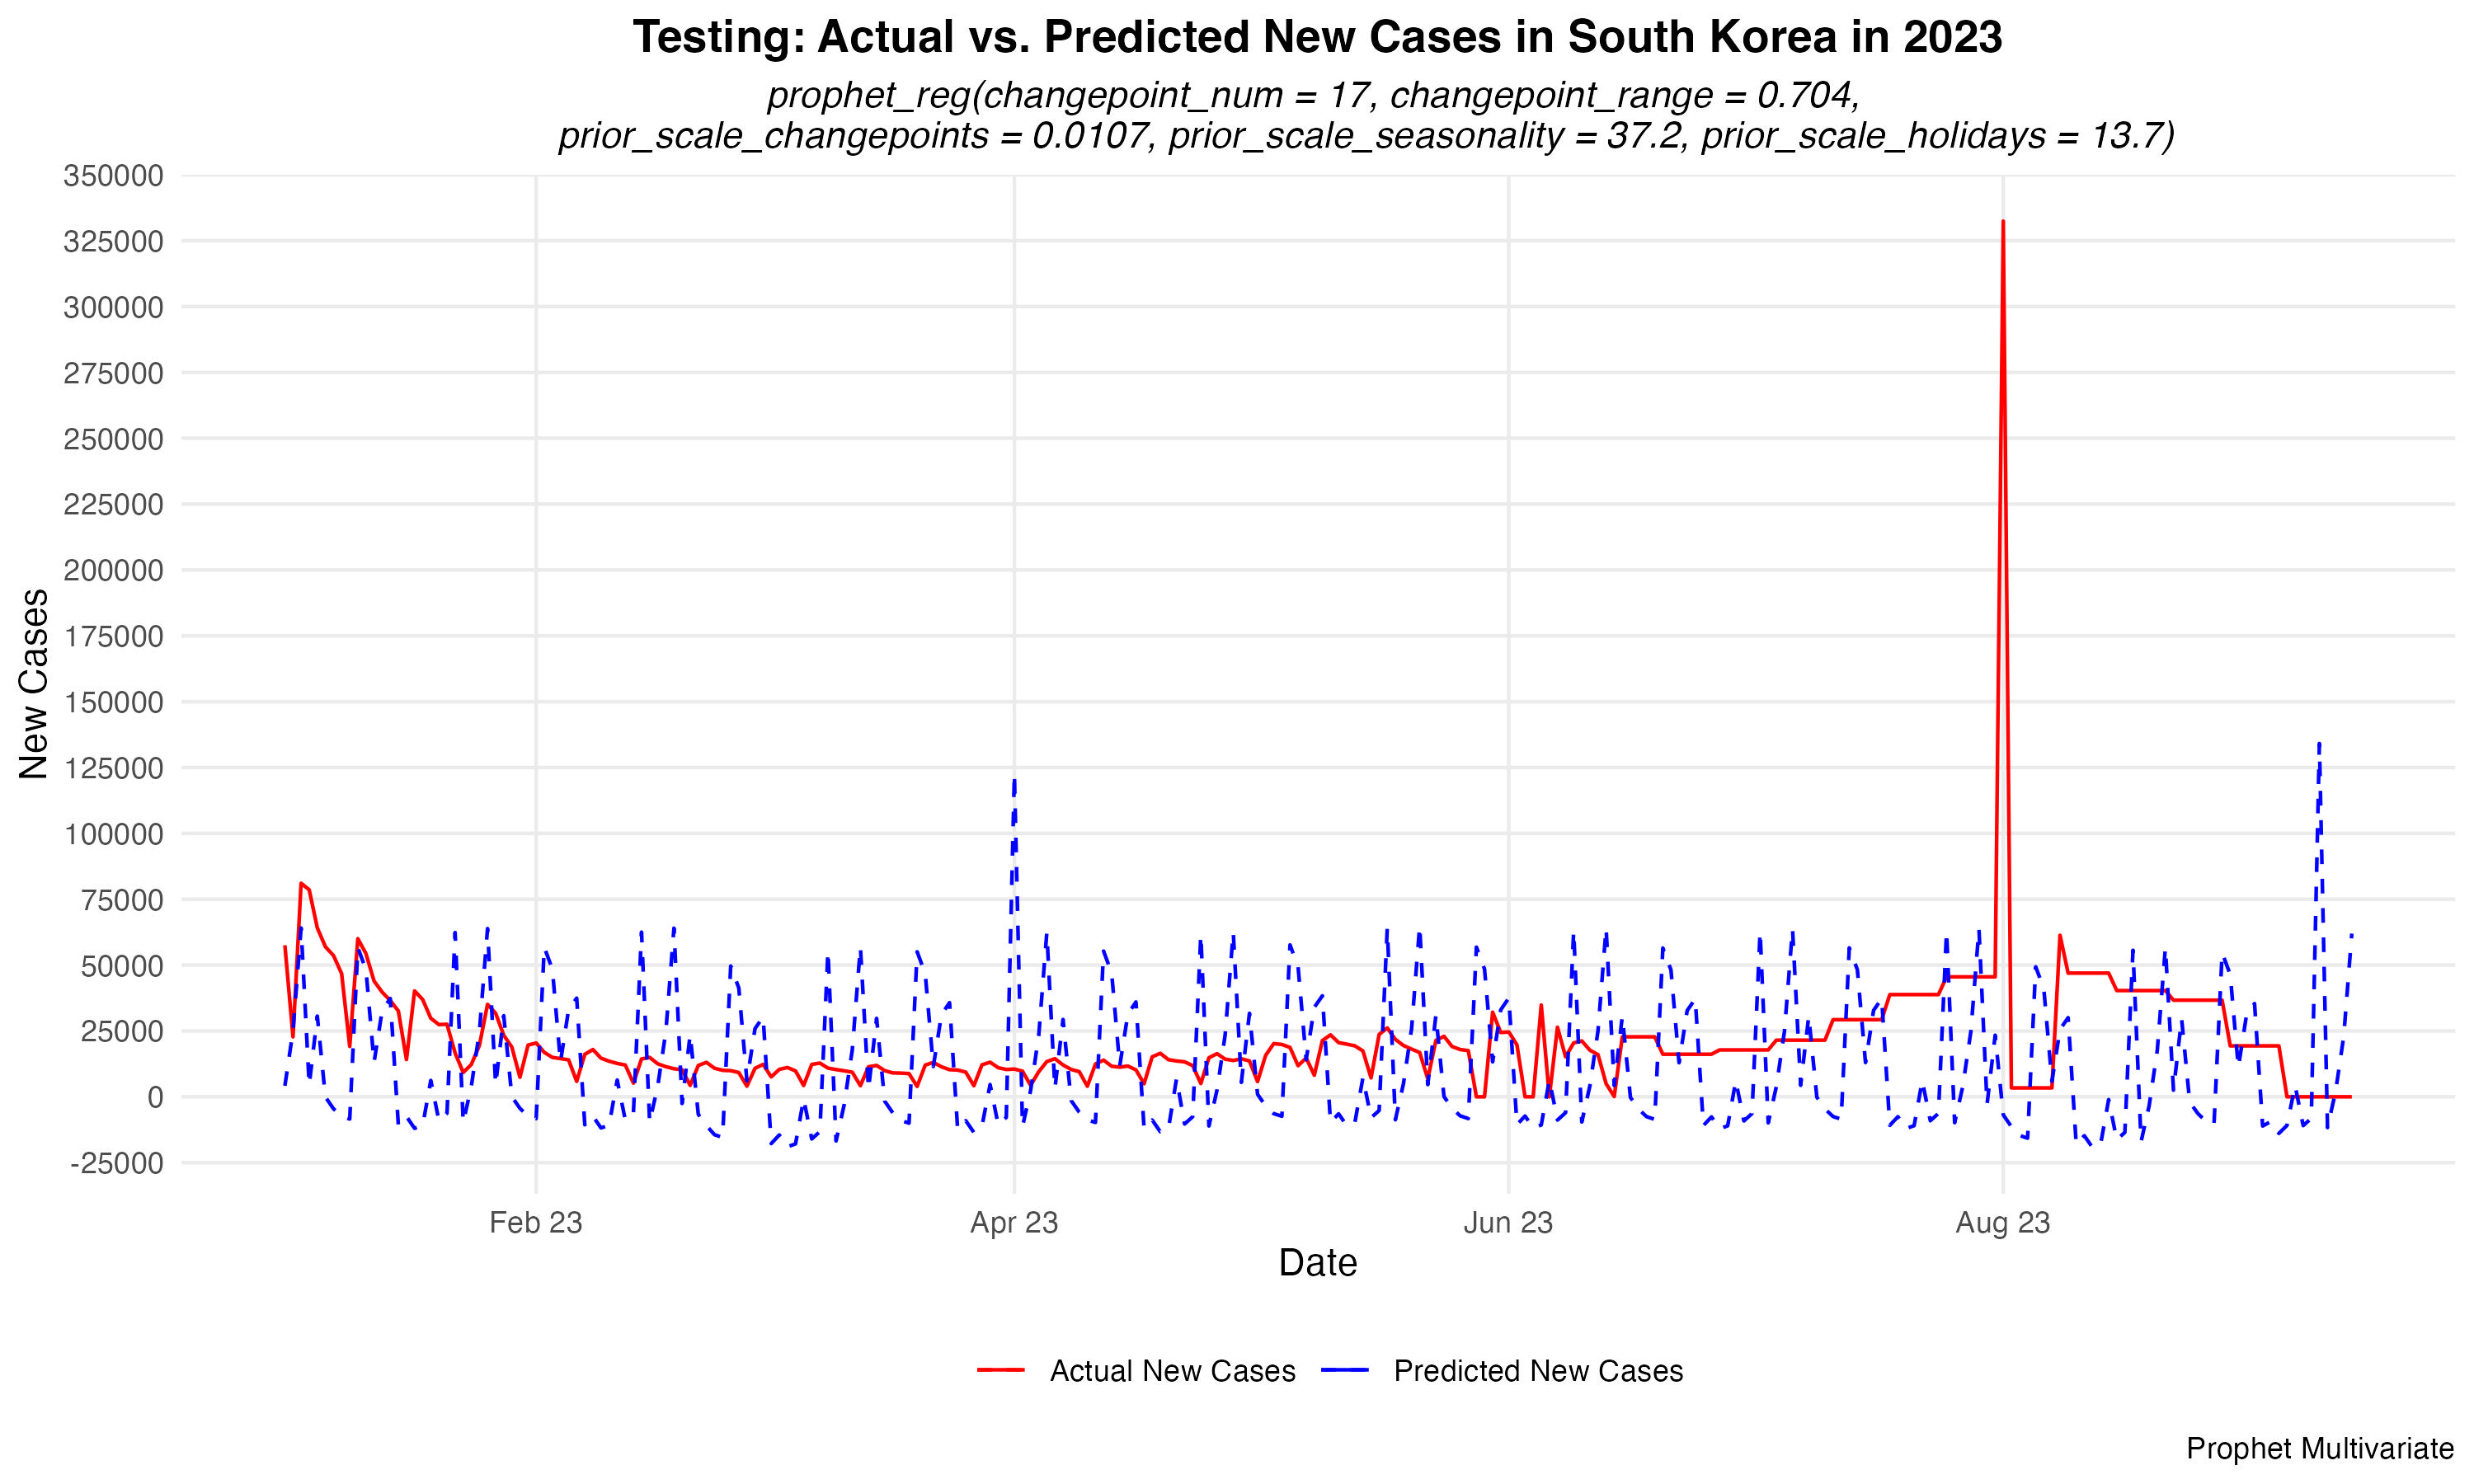 Testing: Actual vs. Predicted New Cases in South Korea in 2023
prophet_reg(changepoint_num = 17, changepoint_range = 0.704,
prior_scale_changepoints = 0.0107, prior_scale_seasonality = 37.2, prior_scale_holidays = 13.7)
350000
325000
300000
275000
250000
225000
200000
175000
150000
125000
100000
75000
50000
25000
0
-25000
New Cases
Feb 23
Apr 23
Jun 23
Aug 23
Date
Actual New Cases
Predicted New Cases
Prophet Multivariate